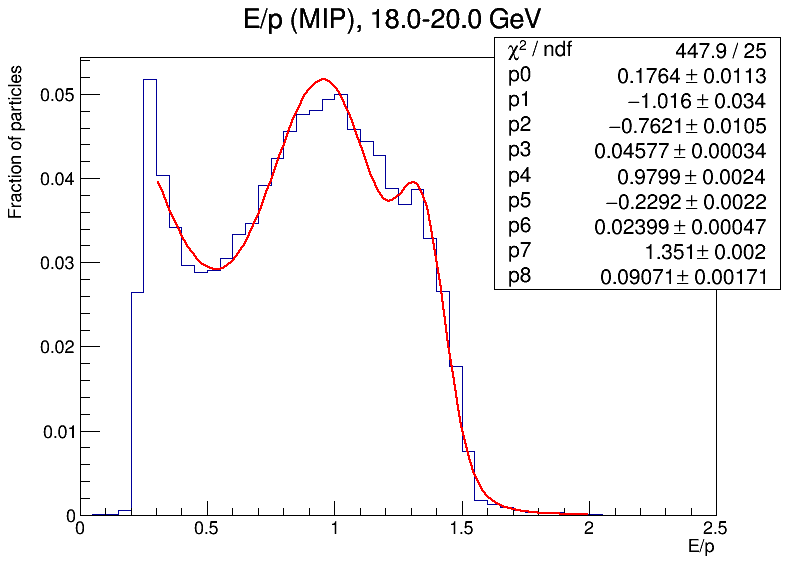 E/p (MIP), 18.0-20.0 GeV
χ² / ndf 447.9 / 25
p0 0.1764 ± 0.0113
p1 −1.016 ± 0.034
p2 −0.7621 ± 0.0105
p3 0.04577 ± 0.00034
p4 0.9799 ± 0.0024
p5 −0.2292 ± 0.0022
p6 0.02399 ± 0.00047
p7 1.351 ± 0.002
p8 0.09071 ± 0.00171
Fraction of particles
0.05
0.04
0.03
0.02
0.01
0
0 0.5 1 1.5 2 2.5
E/p